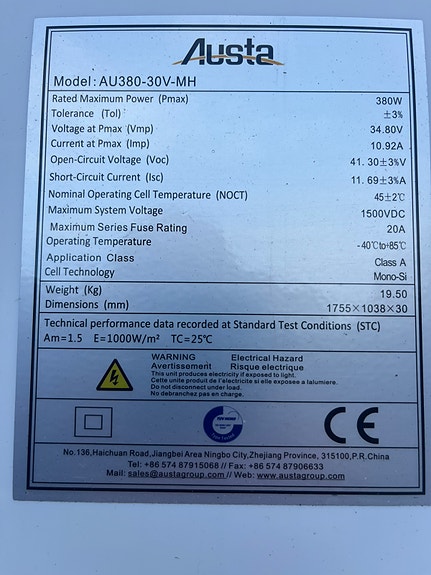 Austa
Model: AU380-30V-MH
Rated Maximum Power (Pmax) 380W
Tolerance (Tol) ±3%
Voltage at Pmax (Vmp) 34.80V
Current at Pmax (Imp) 10.92A
Open-Circuit Voltage (Voc) 41.30±3%V
Short-Circuit Current (Isc) 11.69±3%A
Nominal Operating Cell Temperature (NOCT) 45±2℃
Maximum System Voltage 1500VDC
Maximum Series Fuse Rating 20A
Operating Temperature -40℃to+85℃
Application Class Class A
Cell Technology Mono-Si
Weight (Kg) 19.50
Dimensions (mm) 1755×1038×30
Technical performance data recorded at Standard Test Conditions (STC)
Am=1.5 E=1000W/m² TC=25℃
WARNING Electrical Hazard
Avertissement Risque electrique
This unit produces electricity if exposed to light.
Cette unite produit de l'electricite si elle exposee a lalumiere.
Do not disconnect under load.
No debranchez pas en charge.
CE
No.136,Haichuan Road,Jiangbei Area Ningbo City,Zhejiang Province, 315100,P.R.China
Tel: +86 574 87915068 // Fax: +86 574 87906633
Mail: sales@austagroup.com // Web: www.austagroup.com